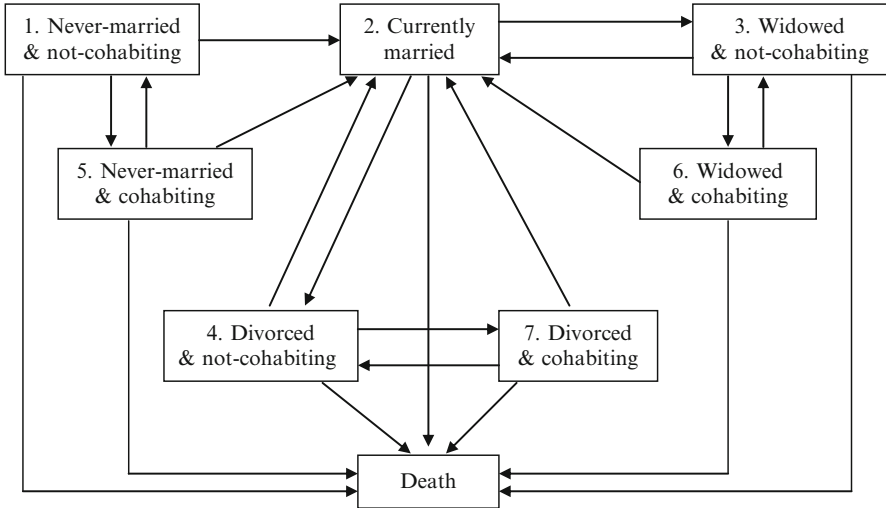 1. Never-married
& not-cohabiting
2. Currently
married
3. Widowed
& not-cohabiting
5. Never-married
& cohabiting
6. Widowed
& cohabiting
4. Divorced
& not-cohabiting
7. Divorced
& cohabiting
Death